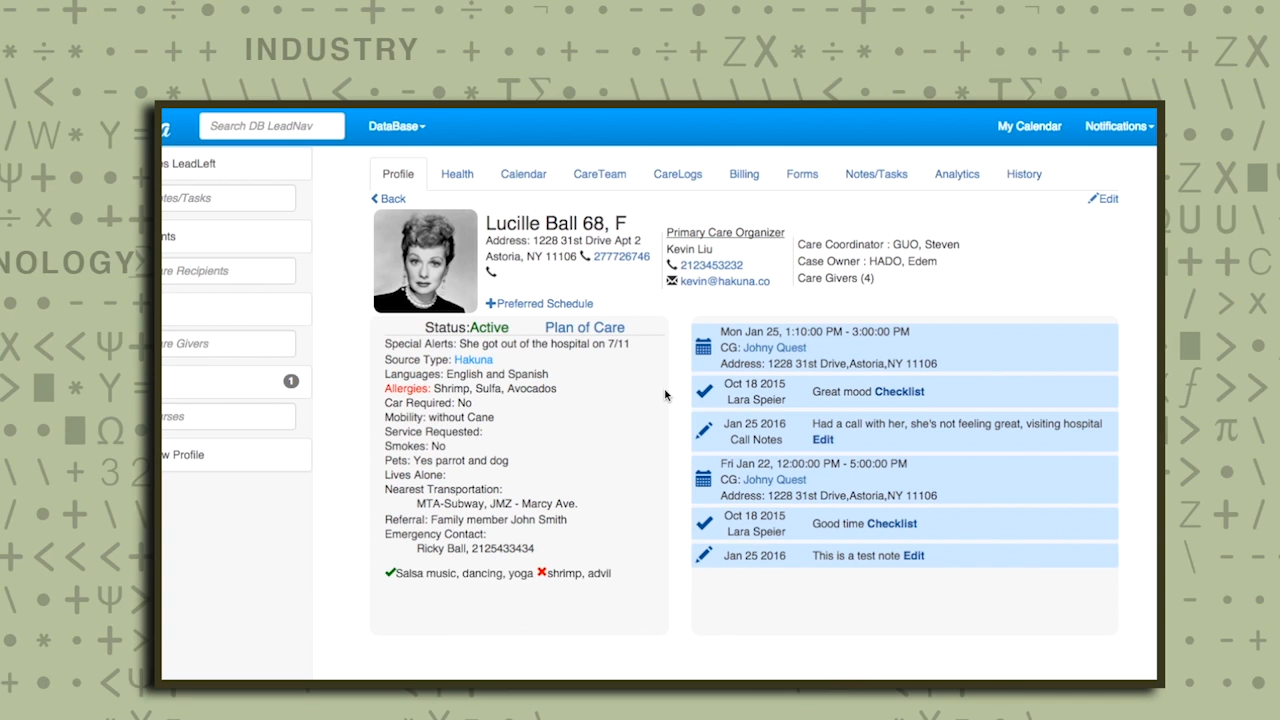 INDUSTRY
NOLOGY
a
Search DB LeadNav
DataBase
My Calendar
Notifications
s LeadLeft
otes/Tasks
nts
are Recipients
are Givers
1
urses
w Profile
Profile
Health
Calendar
CareTeam
CareLogs
Billing
Forms
Notes/Tasks
Analytics
History
Back
Edit
Lucille Ball 68, F
Address: 1228 31st Drive Apt 2
Astoria, NY 11106 277726746
Preferred Schedule
Primary Care Organizer
Kevin Liu
2123453232
kevin@hakuna.co
Care Coordinator : GUO, Steven
Case Owner : HADO, Edem
Care Givers (4)
Status:Active Plan of Care
Special Alerts: She got out of the hospital on 7/11
Source Type: Hakuna
Languages: English and Spanish
Allergies: Shrimp, Sulfa, Avocados
Car Required: No
Mobility: without Cane
Service Requested:
Smokes: No
Pets: Yes parrot and dog
Lives Alone:
Nearest Transportation:
MTA-Subway, JMZ - Marcy Ave.
Referral: Family member John Smith
Emergency Contact:
Ricky Ball, 2125433434
Salsa music, dancing, yoga shrimp, advil
Mon Jan 25, 1:10:00 PM - 3:00:00 PM
CG: Johny Quest
Address: 1228 31st Drive,Astoria,NY 11106
Oct 18 2015
Lara Speier
Great mood Checklist
Jan 25 2016
Call Notes
Had a call with her, she's not feeling great, visiting hospital
Edit
Fri Jan 22, 12:00:00 PM - 5:00:00 PM
CG: Johny Quest
Address: 1228 31st Drive,Astoria,NY 11106
Oct 18 2015
Lara Speier
Good time Checklist
Jan 25 2016
This is a test note Edit